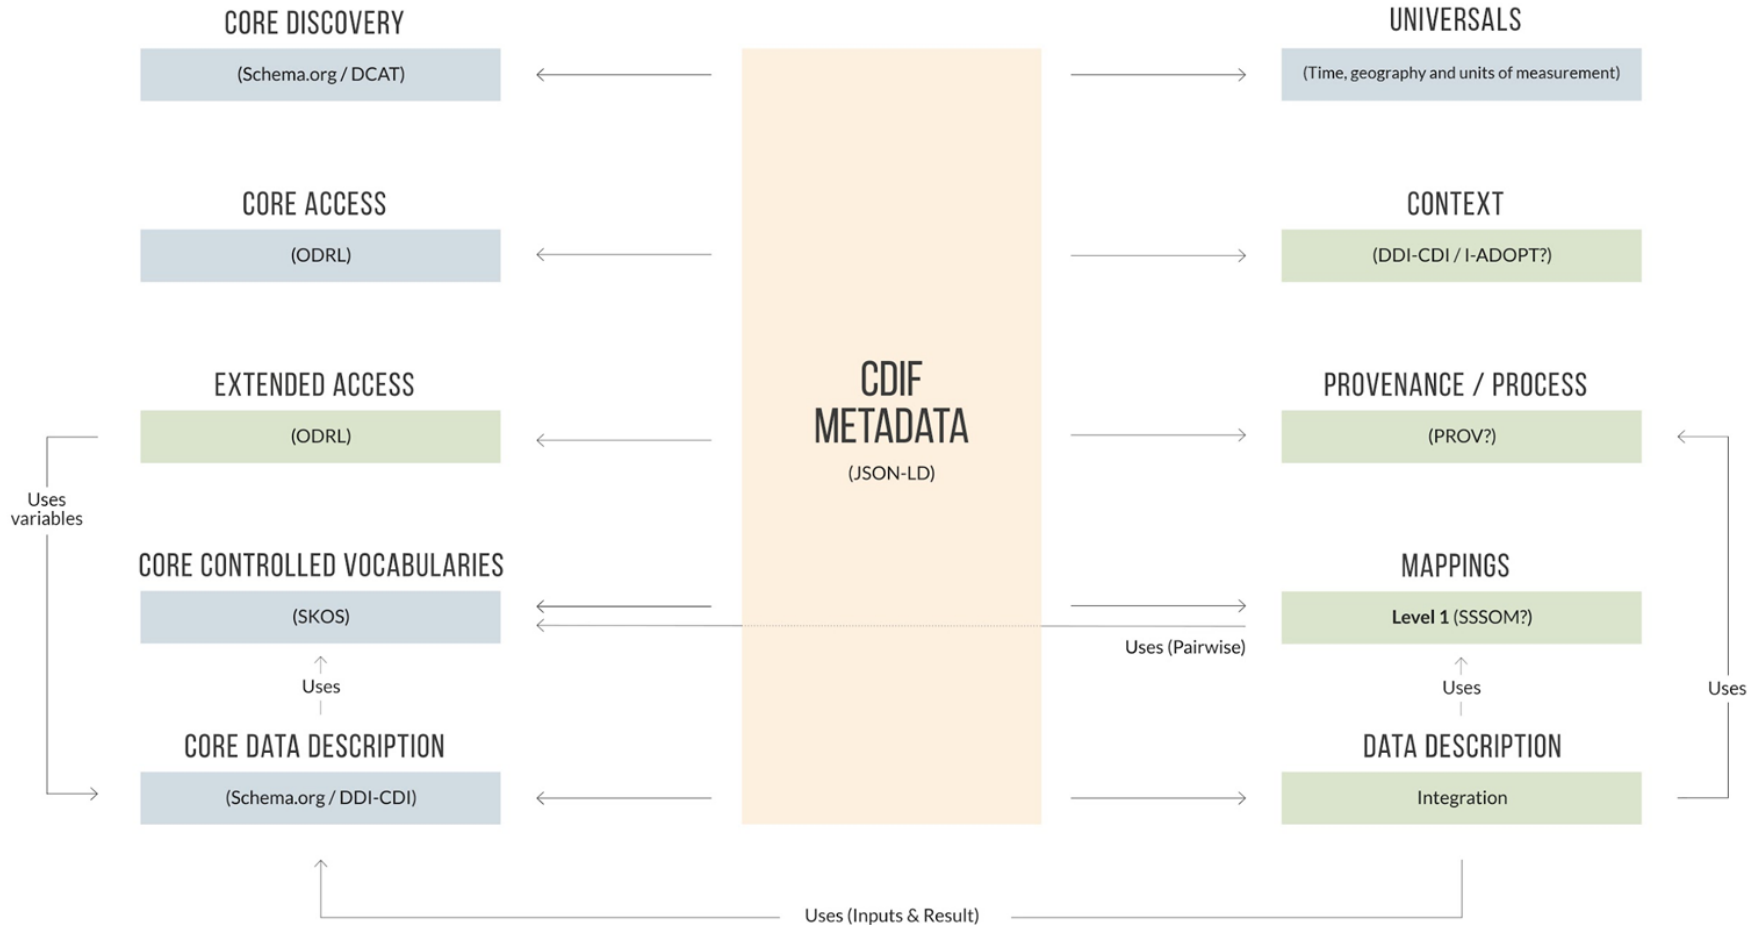 CORE DISCOVERY
(Schema.org / DCAT)
UNIVERSALS
(Time, geography and units of measurement)
CORE ACCESS
(ODRL)
CONTEXT
(DDI-CDI / I-ADOPT?)
EXTENDED ACCESS
(ODRL)
CDIF
METADATA
(JSON-LD)
PROVENANCE / PROCESS
(PROV?)
Uses
variables
CORE CONTROLLED VOCABULARIES
(SKOS)
MAPPINGS
Level 1 (SSSOM?)
Uses (Pairwise)
Uses
Uses
Uses
CORE DATA DESCRIPTION
(Schema.org / DDI-CDI)
DATA DESCRIPTION
Integration
Uses (Inputs & Result)